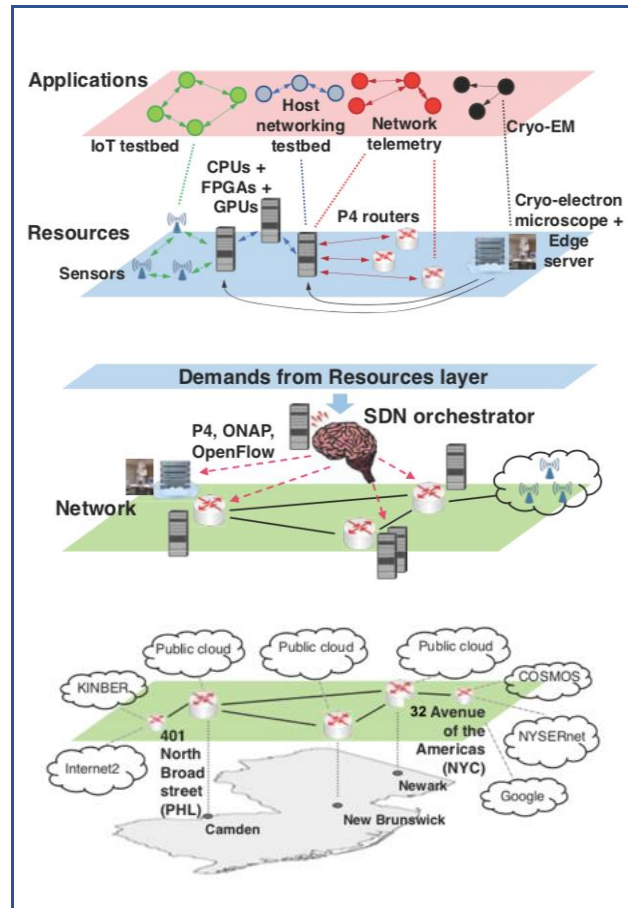 Applications
IoT testbed
Host
networking
testbed
Network
telemetry
Cryo-EM
CPUs +
FPGAs +
GPUs
P4 routers
Cryo-electron
microscope +
Edge
server
Resources
Sensors
Demands from Resources layer
SDN orchestrator
P4, ONAP,
OpenFlow
Network
Public cloud
Public cloud
Public cloud
KINBER
COSMOS
Internet2
401
North
Broad
street
(PHL)
32 Avenue
of the
Americas
(NYC)
NYSERnet
Google
Newark
New Brunswick
Camden